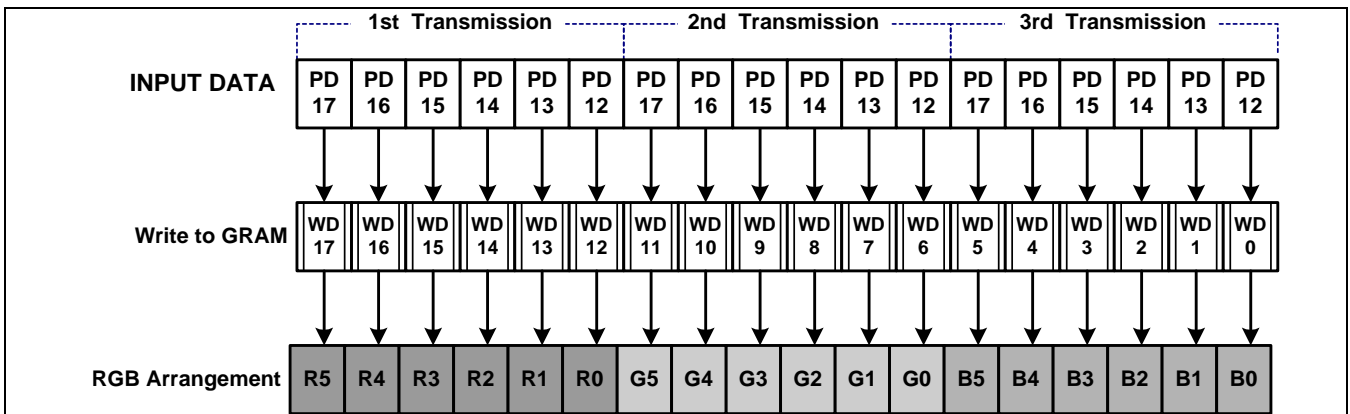 1st Transmission 2nd Transmission 3rd Transmission
INPUT DATA PD 17 PD 16 PD 15 PD 14 PD 13 PD 12 PD 17 PD 16 PD 15 PD 14 PD 13 PD 12 PD 17 PD 16 PD 15 PD 14 PD 13 PD 12
Write to GRAM WD 17 WD 16 WD 15 WD 14 WD 13 WD 12 WD 11 WD 10 WD 9 WD 8 WD 7 WD 6 WD 5 WD 4 WD 3 WD 2 WD 1 WD 0
RGB Arrangement R5 R4 R3 R2 R1 R0 G5 G4 G3 G2 G1 G0 B5 B4 B3 B2 B1 B0